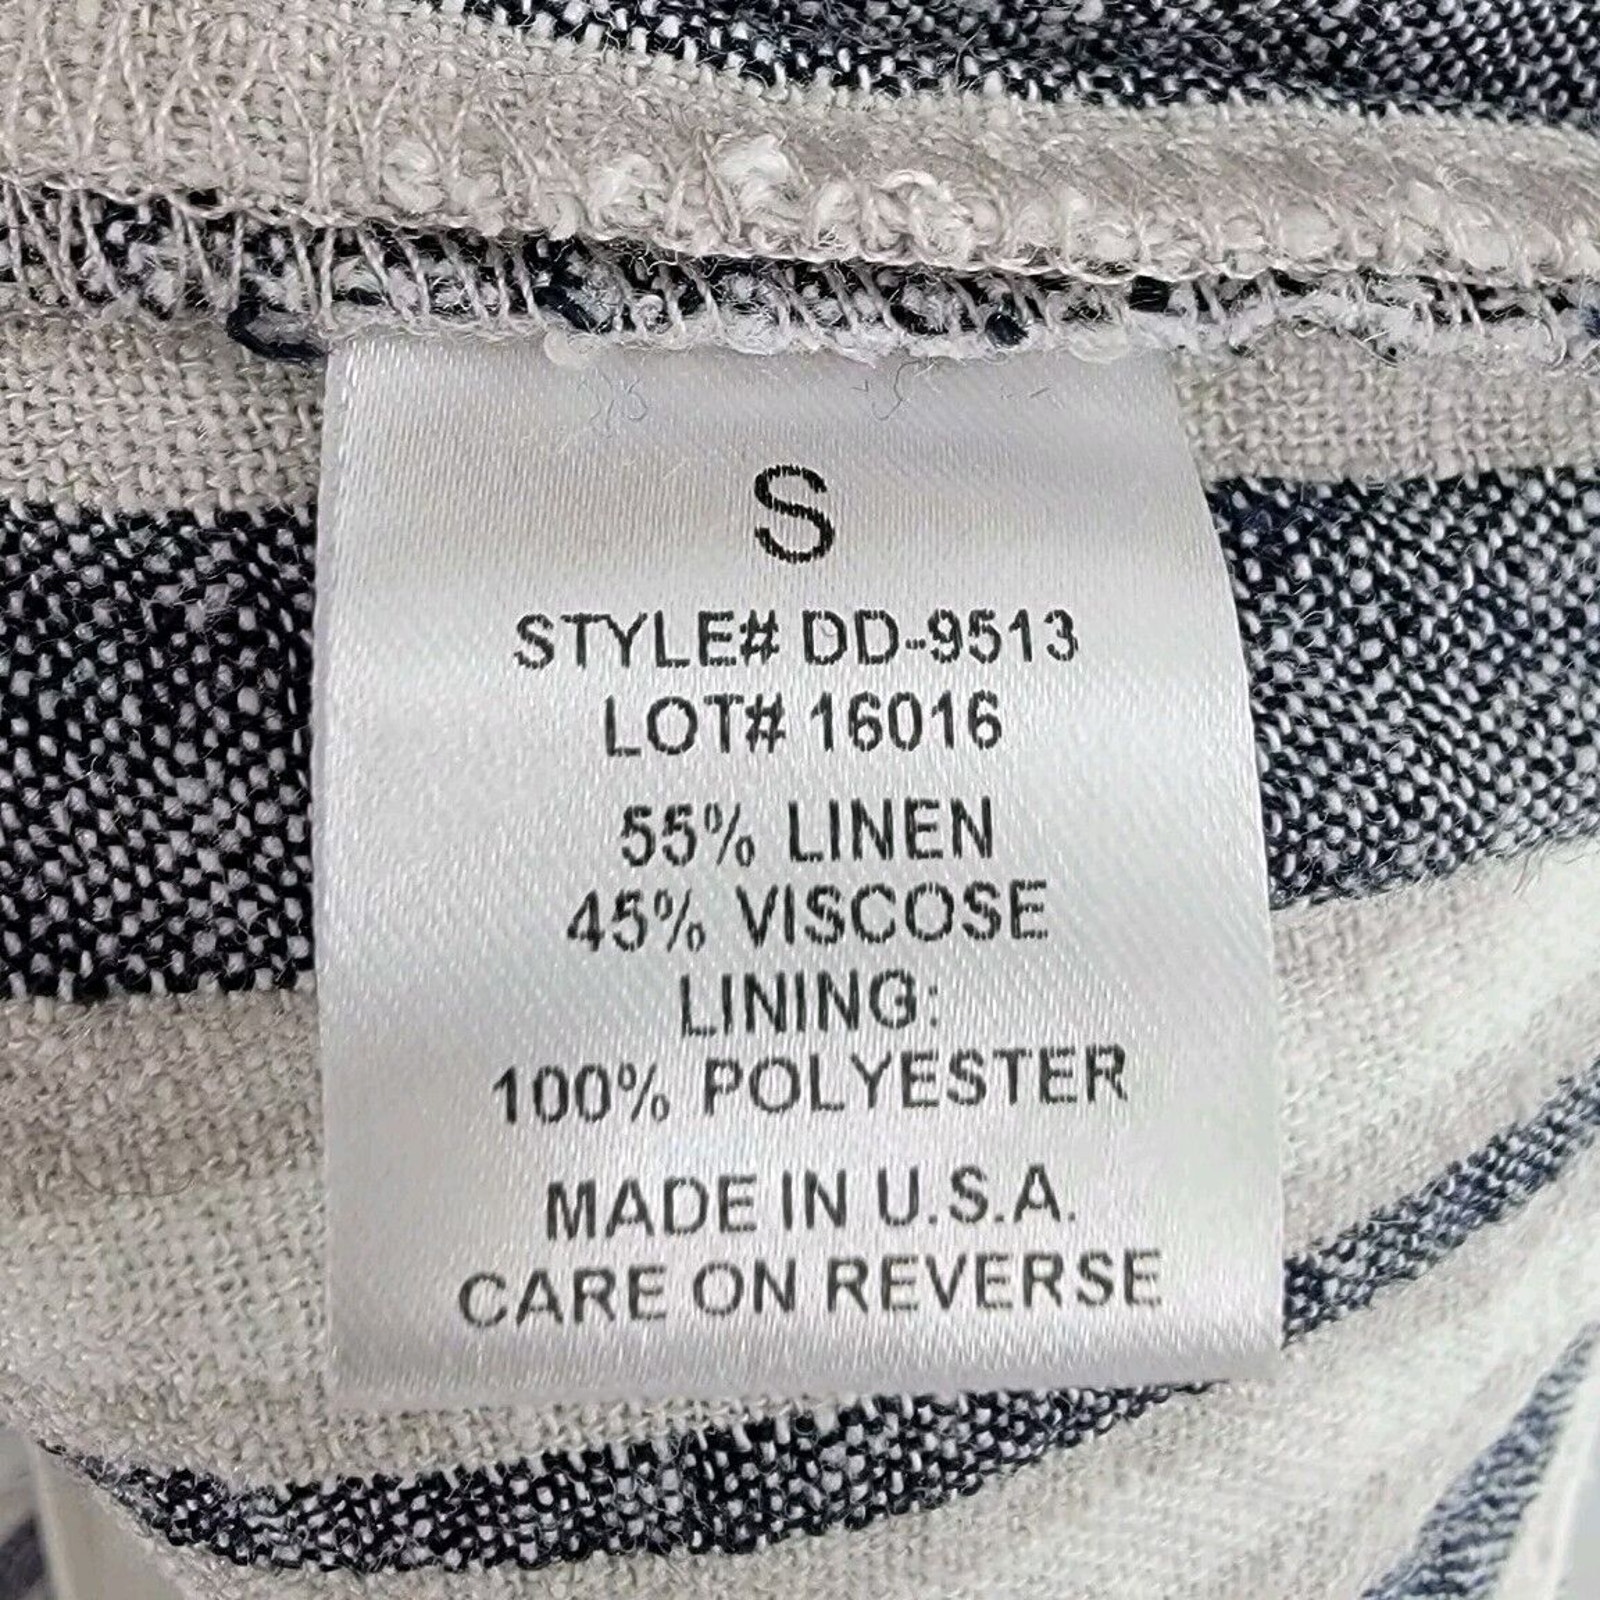 S
STYLE# DD-9513
LOT# 16016
55% LINEN
45% VISCOSE
LINING:
100% POLYESTER
MADE IN U.S.A.
CARE ON REVERSE